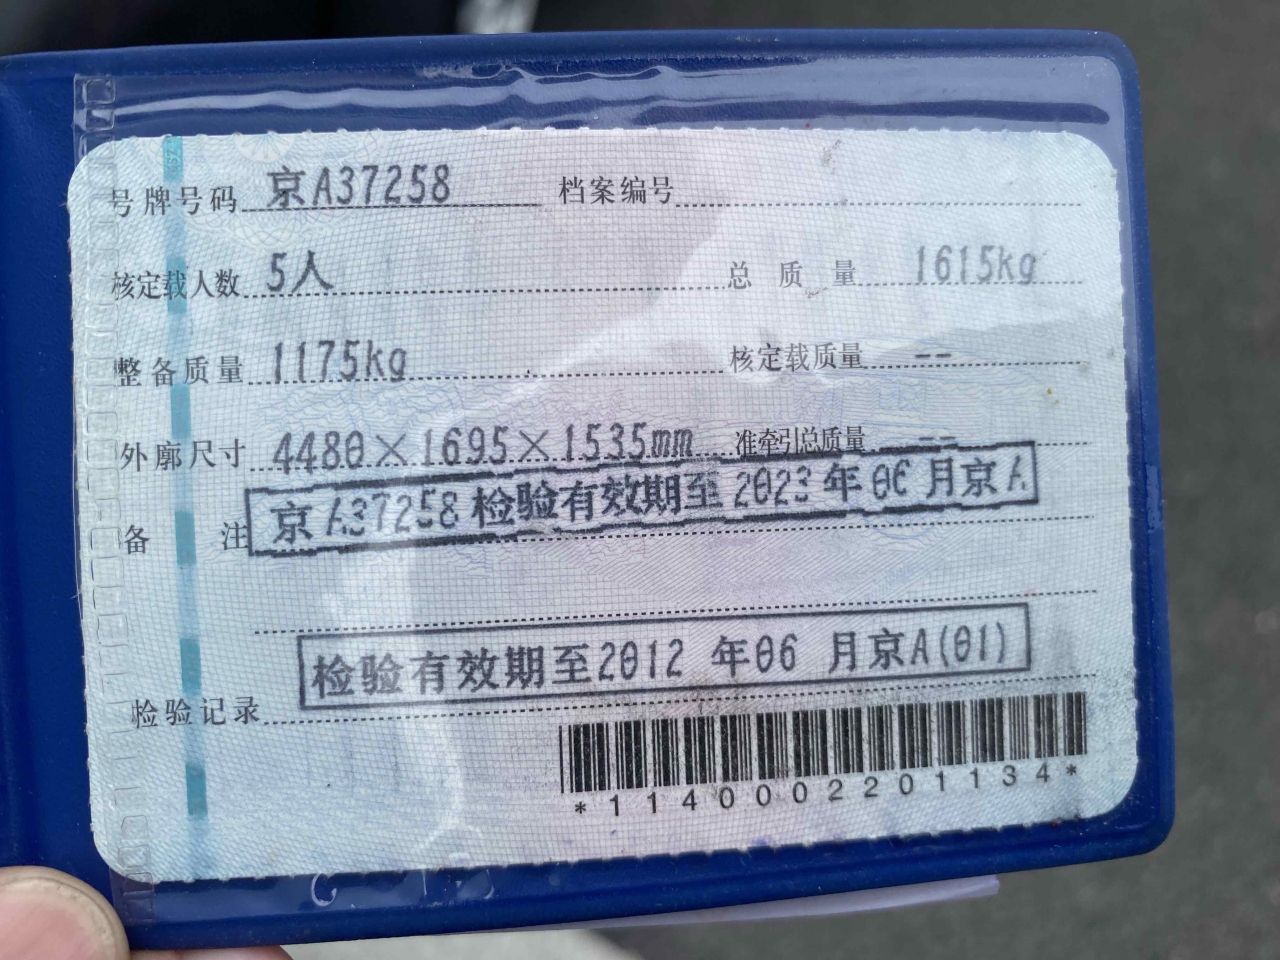 号牌号码 京A37258 档案编号
核定载人数 5人 总质量 1615kg
整备质量 1175kg 核定载质量 --
外廓尺寸 4480×1695×1535mm 准牵引总质量 --
备注 京A37258检验有效期至2023年06月京A
检验有效期至2012年06月京A(01)
检验记录
*1140002201134*